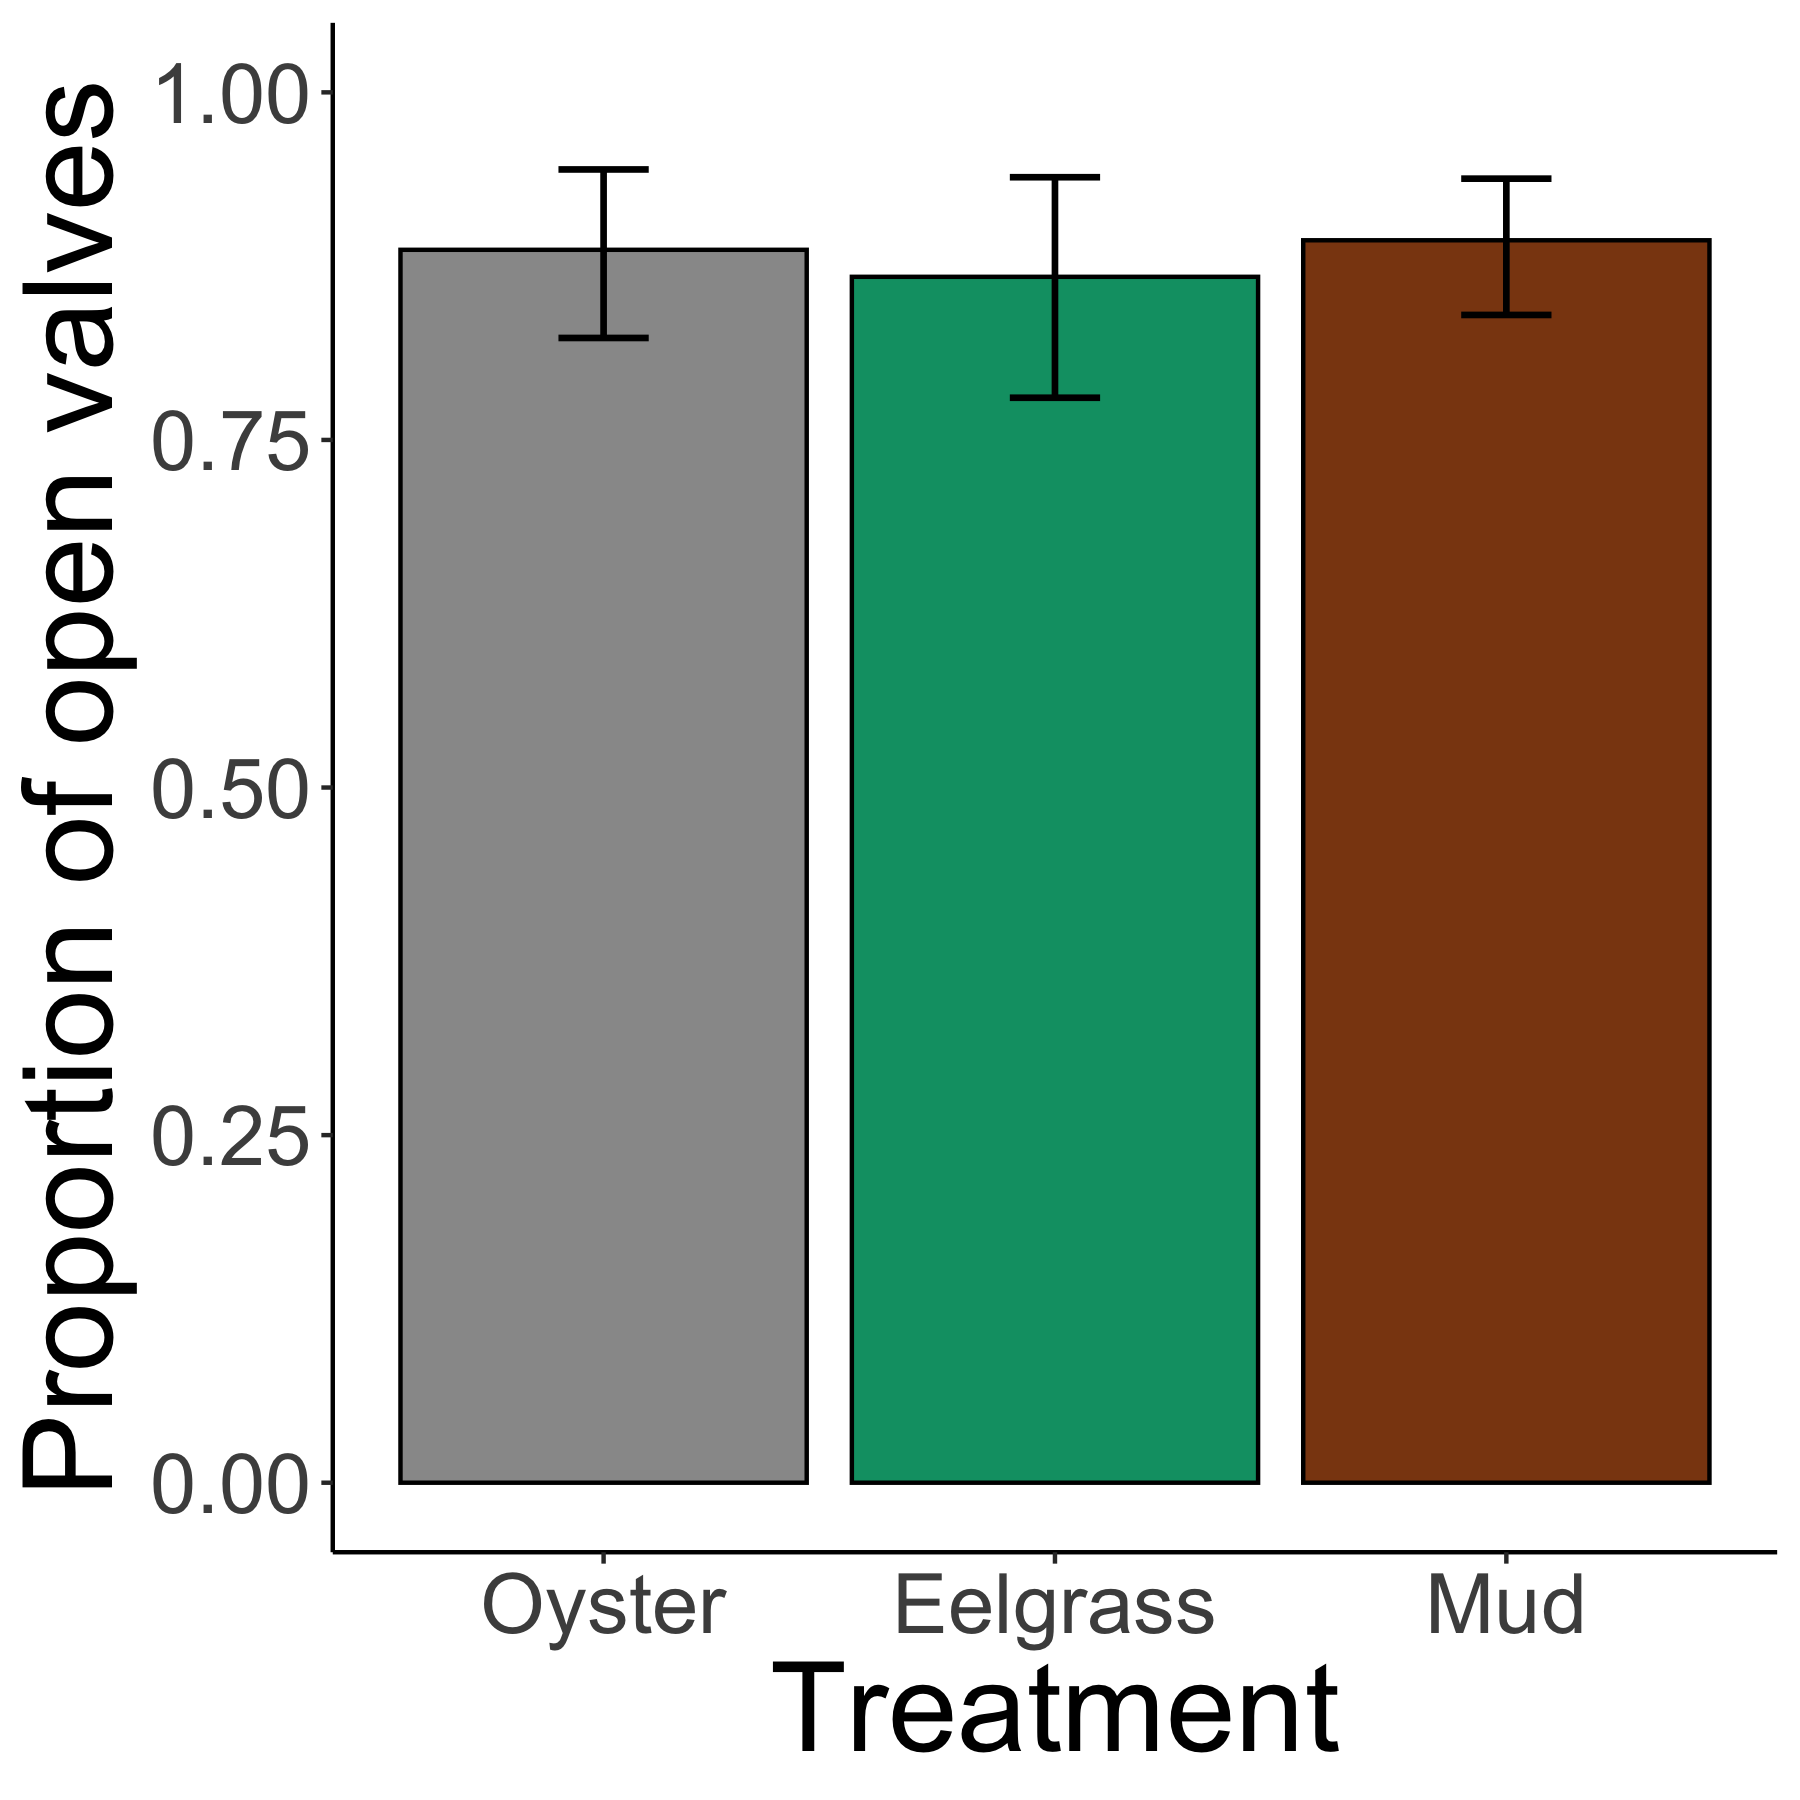 Proportion of open valves
1.00
0.75
0.50
0.25
0.00
Oyster Eelgrass Mud
Treatment